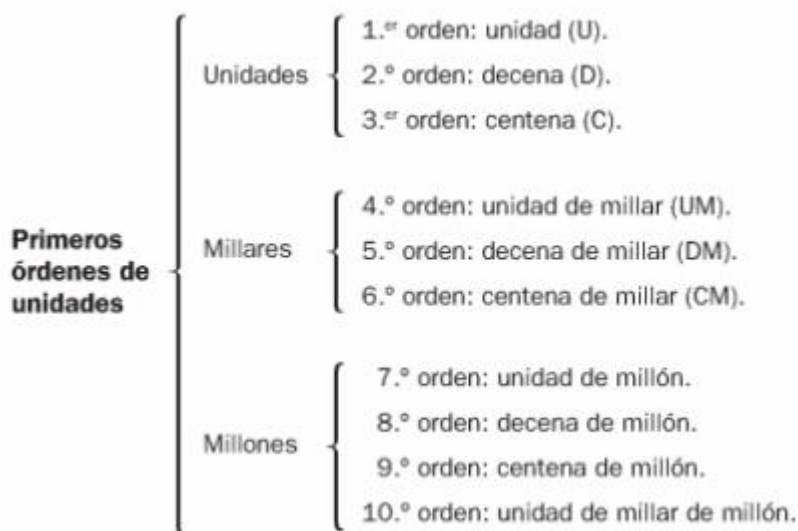 Primeros
órdenes de
unidades
Unidades
1.er orden: unidad (U).
2.º orden: decena (D).
3.er orden: centena (C).
Millares
4.º orden: unidad de millar (UM).
5.º orden: decena de millar (DM).
6.º orden: centena de millar (CM).
Millones
7.º orden: unidad de millón.
8.º orden: decena de millón.
9.º orden: centena de millón.
10.º orden: unidad de millar de millón.